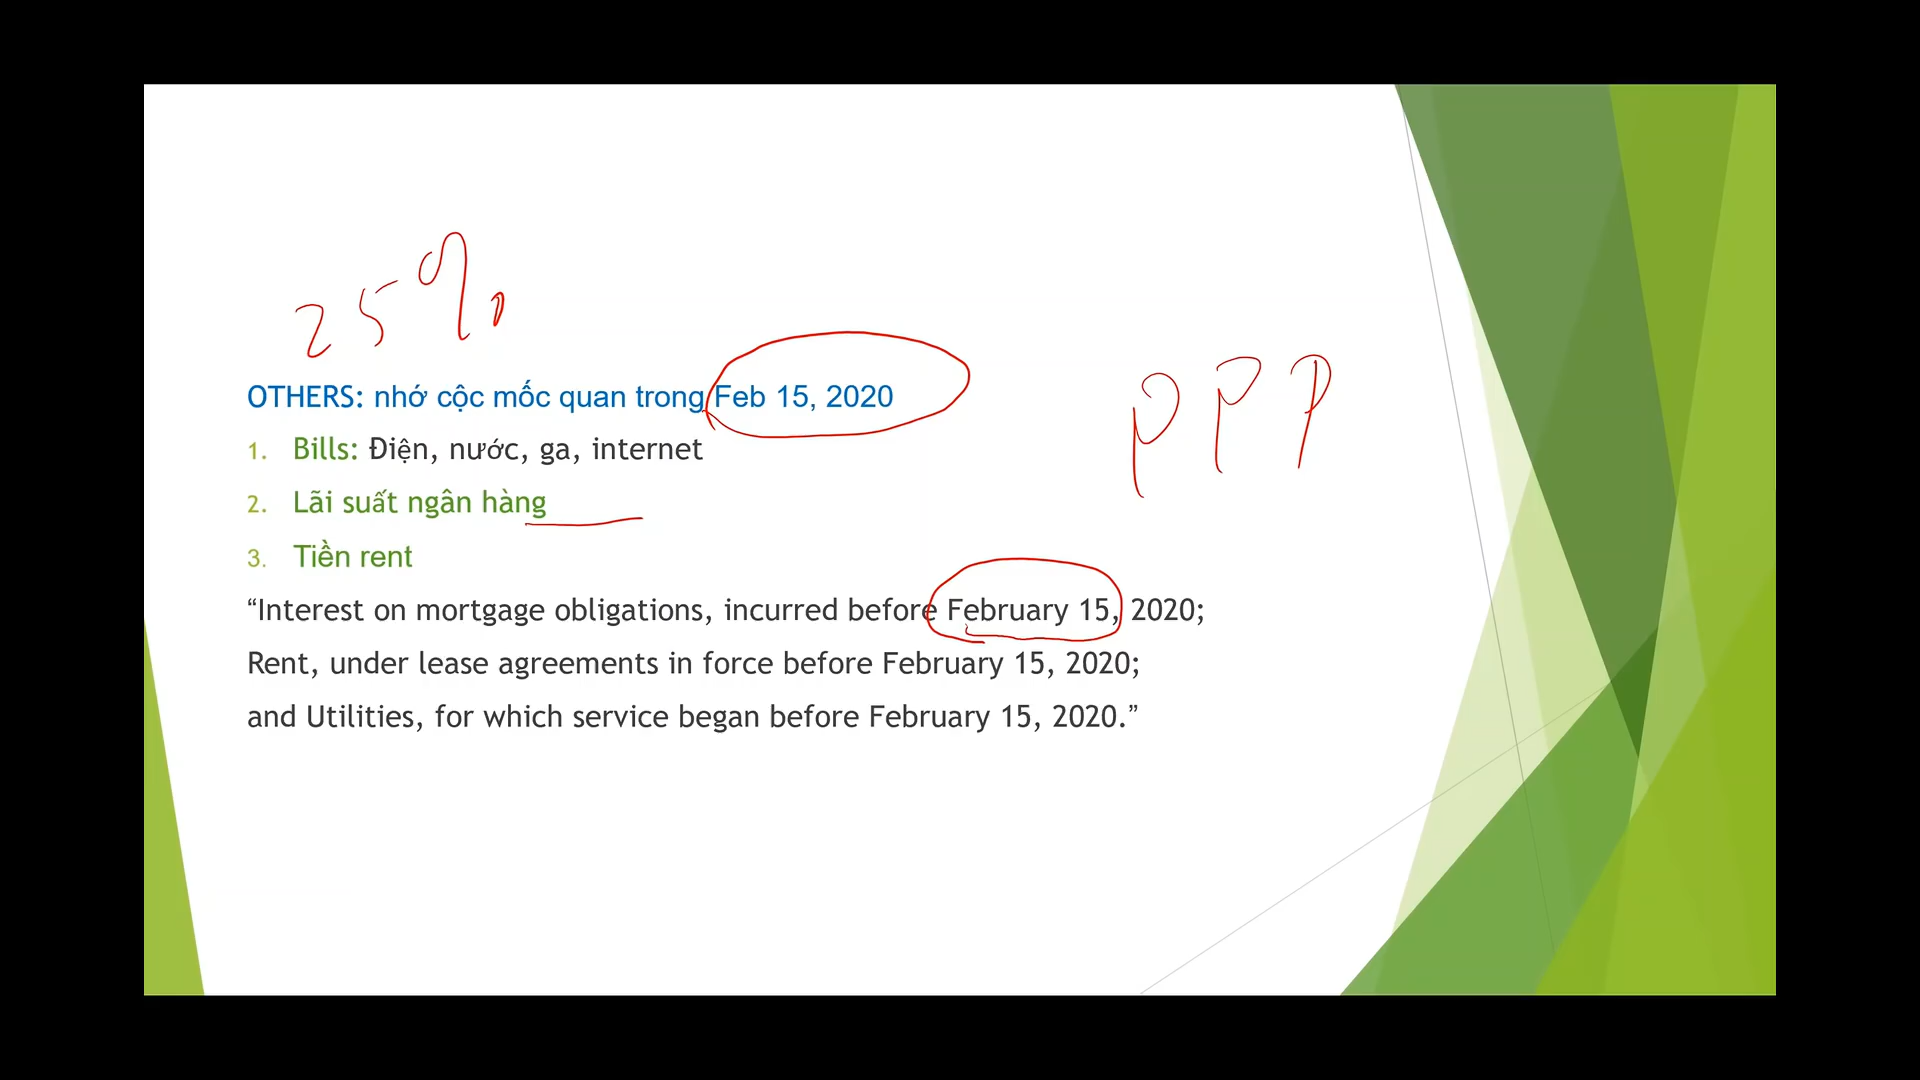 25%
OTHERS: nhớ cộc mốc quan trong Feb 15, 2020
PPP
1. Bills: Điện, nước, ga, internet
2. Lãi suất ngân hàng
3. Tiền rent
“Interest on mortgage obligations, incurred before February 15, 2020;
Rent, under lease agreements in force before February 15, 2020;
and Utilities, for which service began before February 15, 2020.”